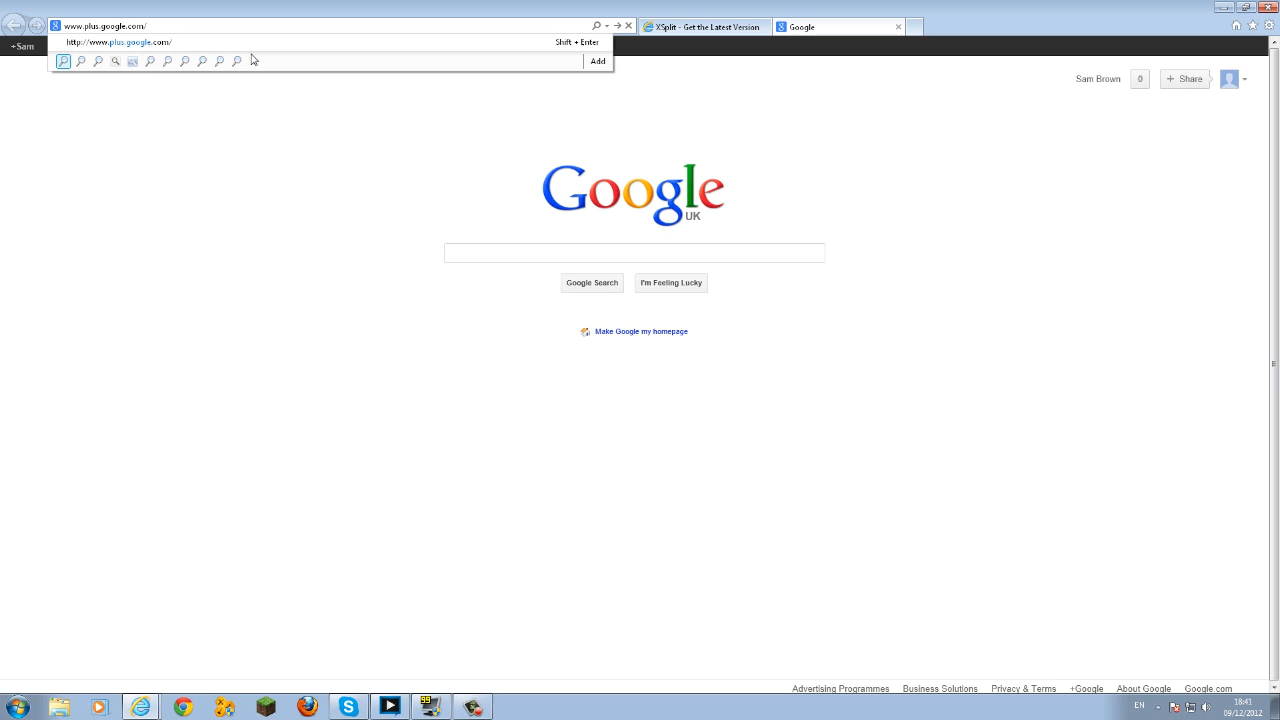 www.plus.google.com/
XSplit - Get the Latest Version
Google
http://www.plus.google.com/
Shift + Enter
+Sam
Add
Sam Brown
0
+ Share
Google
UK
Google Search
I'm Feeling Lucky
Make Google my homepage
Advertising Programmes
Business Solutions
Privacy & Terms
+Google
About Google
Google.com
99
EN
18:41
09/12/2012